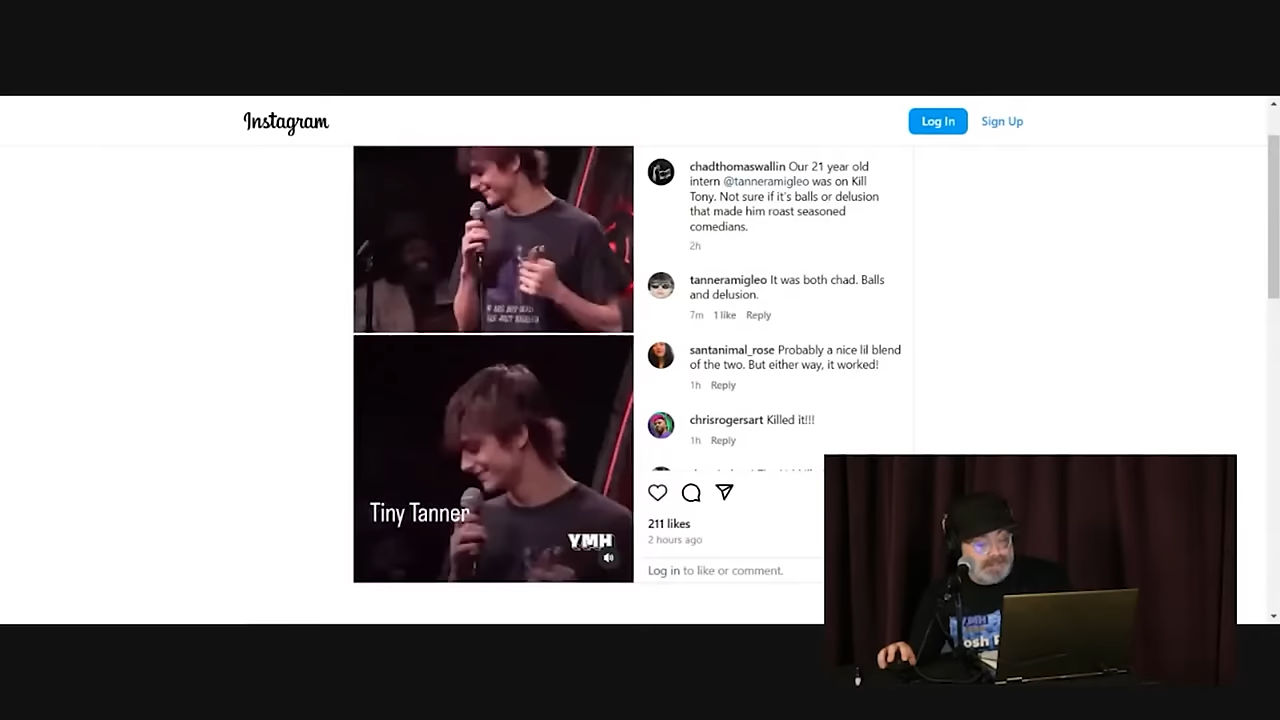 Instagram
Log In
Sign Up
chadthomaswallin Our 21 year old
intern @tanneramigleo was on Kill
Tony. Not sure if it's balls or delusion
that made him roast seasoned
comedians.
2h
tanneramigleo It was both chad. Balls
and delusion.
7m 1 like Reply
santanimal_rose Probably a nice lil blend
of the two. But either way, it worked!
1h Reply
chrisrogersart Killed it!!!
1h Reply
Tiny Tanner
YMH
211 likes
2 hours ago
Log in to like or comment.
YMH